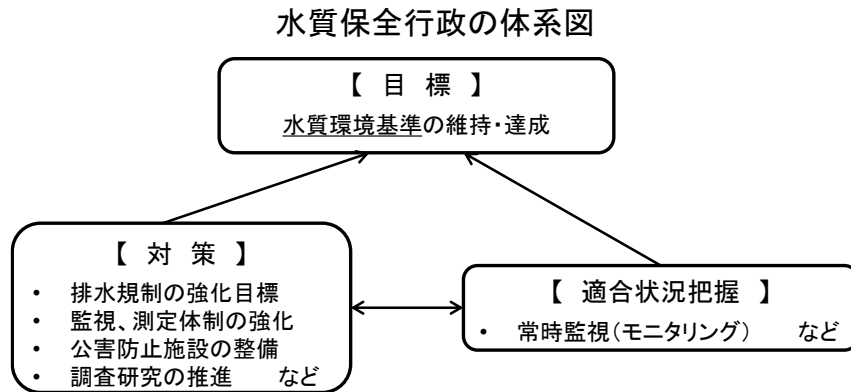 水質保全行政の体系図
【 目 標 】
水質環境基準の維持・達成
【 対 策 】
・ 排水規制の強化目標
・ 監視、測定体制の強化
・ 公害防止施設の整備
・ 調査研究の推進 など
【 適合状況把握 】
・ 常時監視(モニタリング) など